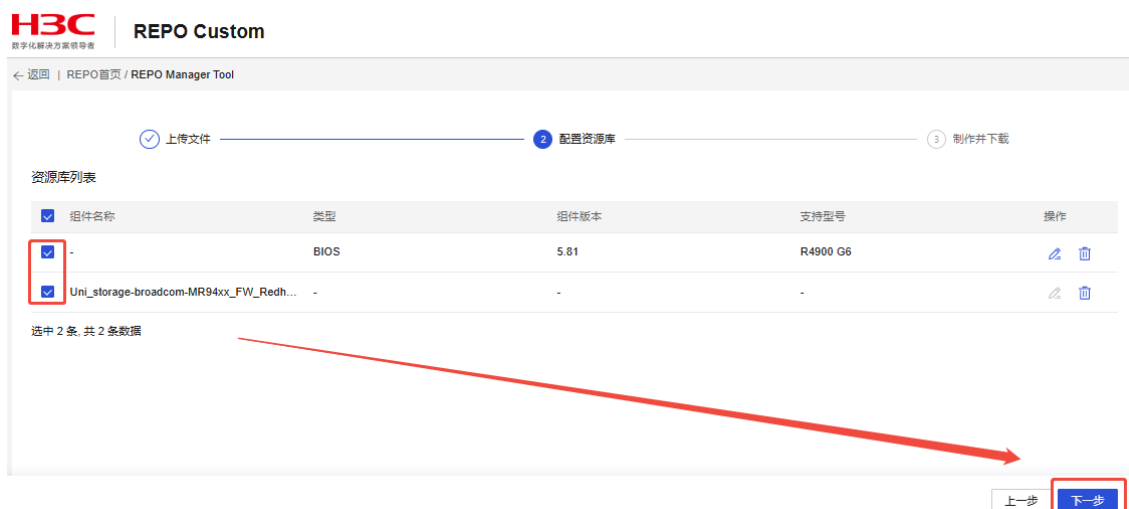 H3C
数字化解决方案领导者
REPO Custom
返回 | REPO首页 / REPO Manager Tool
上传文件 2 配置资源库 3 制作并下载
资源库列表
组件名称 类型 组件版本 支持型号 操作
- BIOS 5.81 R4900 G6
Uni_storage-broadcom-MR94xx_FW_Redh... - - -
选中 2 条, 共 2 条数据
上一步 下一步